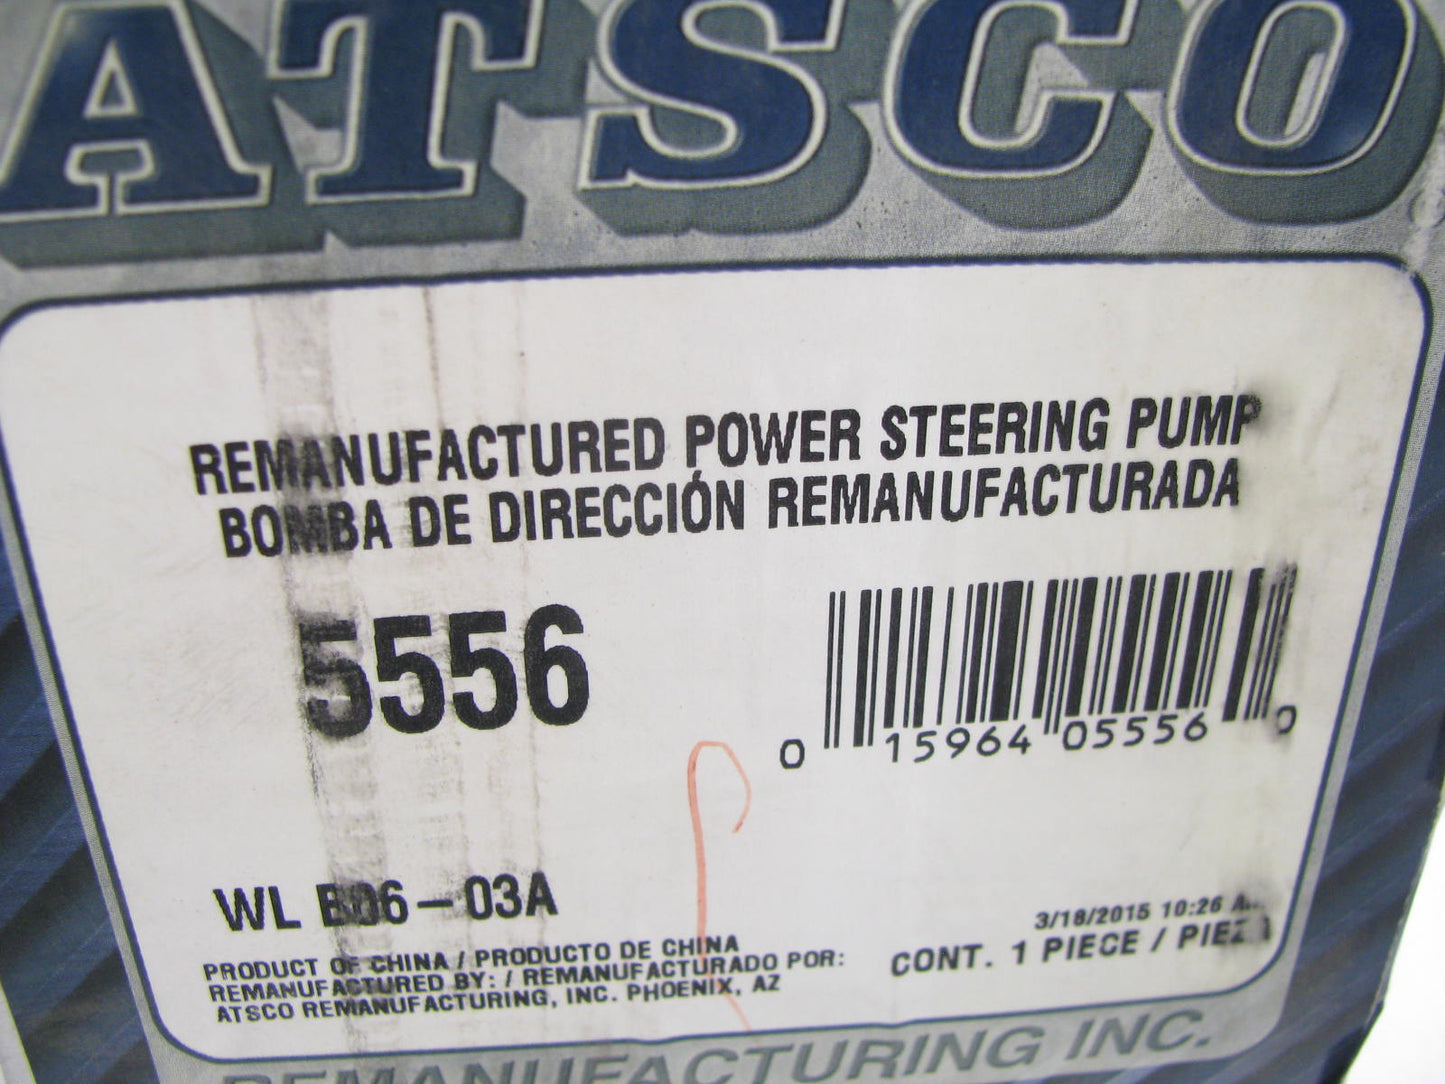 ATSCO
REMANUFACTURED POWER STEERING PUMP
BOMBA DE DIRECCIÓN REMANUFACTURADA
5556
0 15964 05556 0
WL B06-03A
3/18/2015 10:26
CONT. 1 PIECE / PIEZA
PRODUCT OF CHINA / PRODUCTO DE CHINA
REMANUFACTURED BY: / REMANUFACTURADO POR:
ATSCO REMANUFACTURING, INC. PHOENIX, AZ
REMANUFACTURING INC.